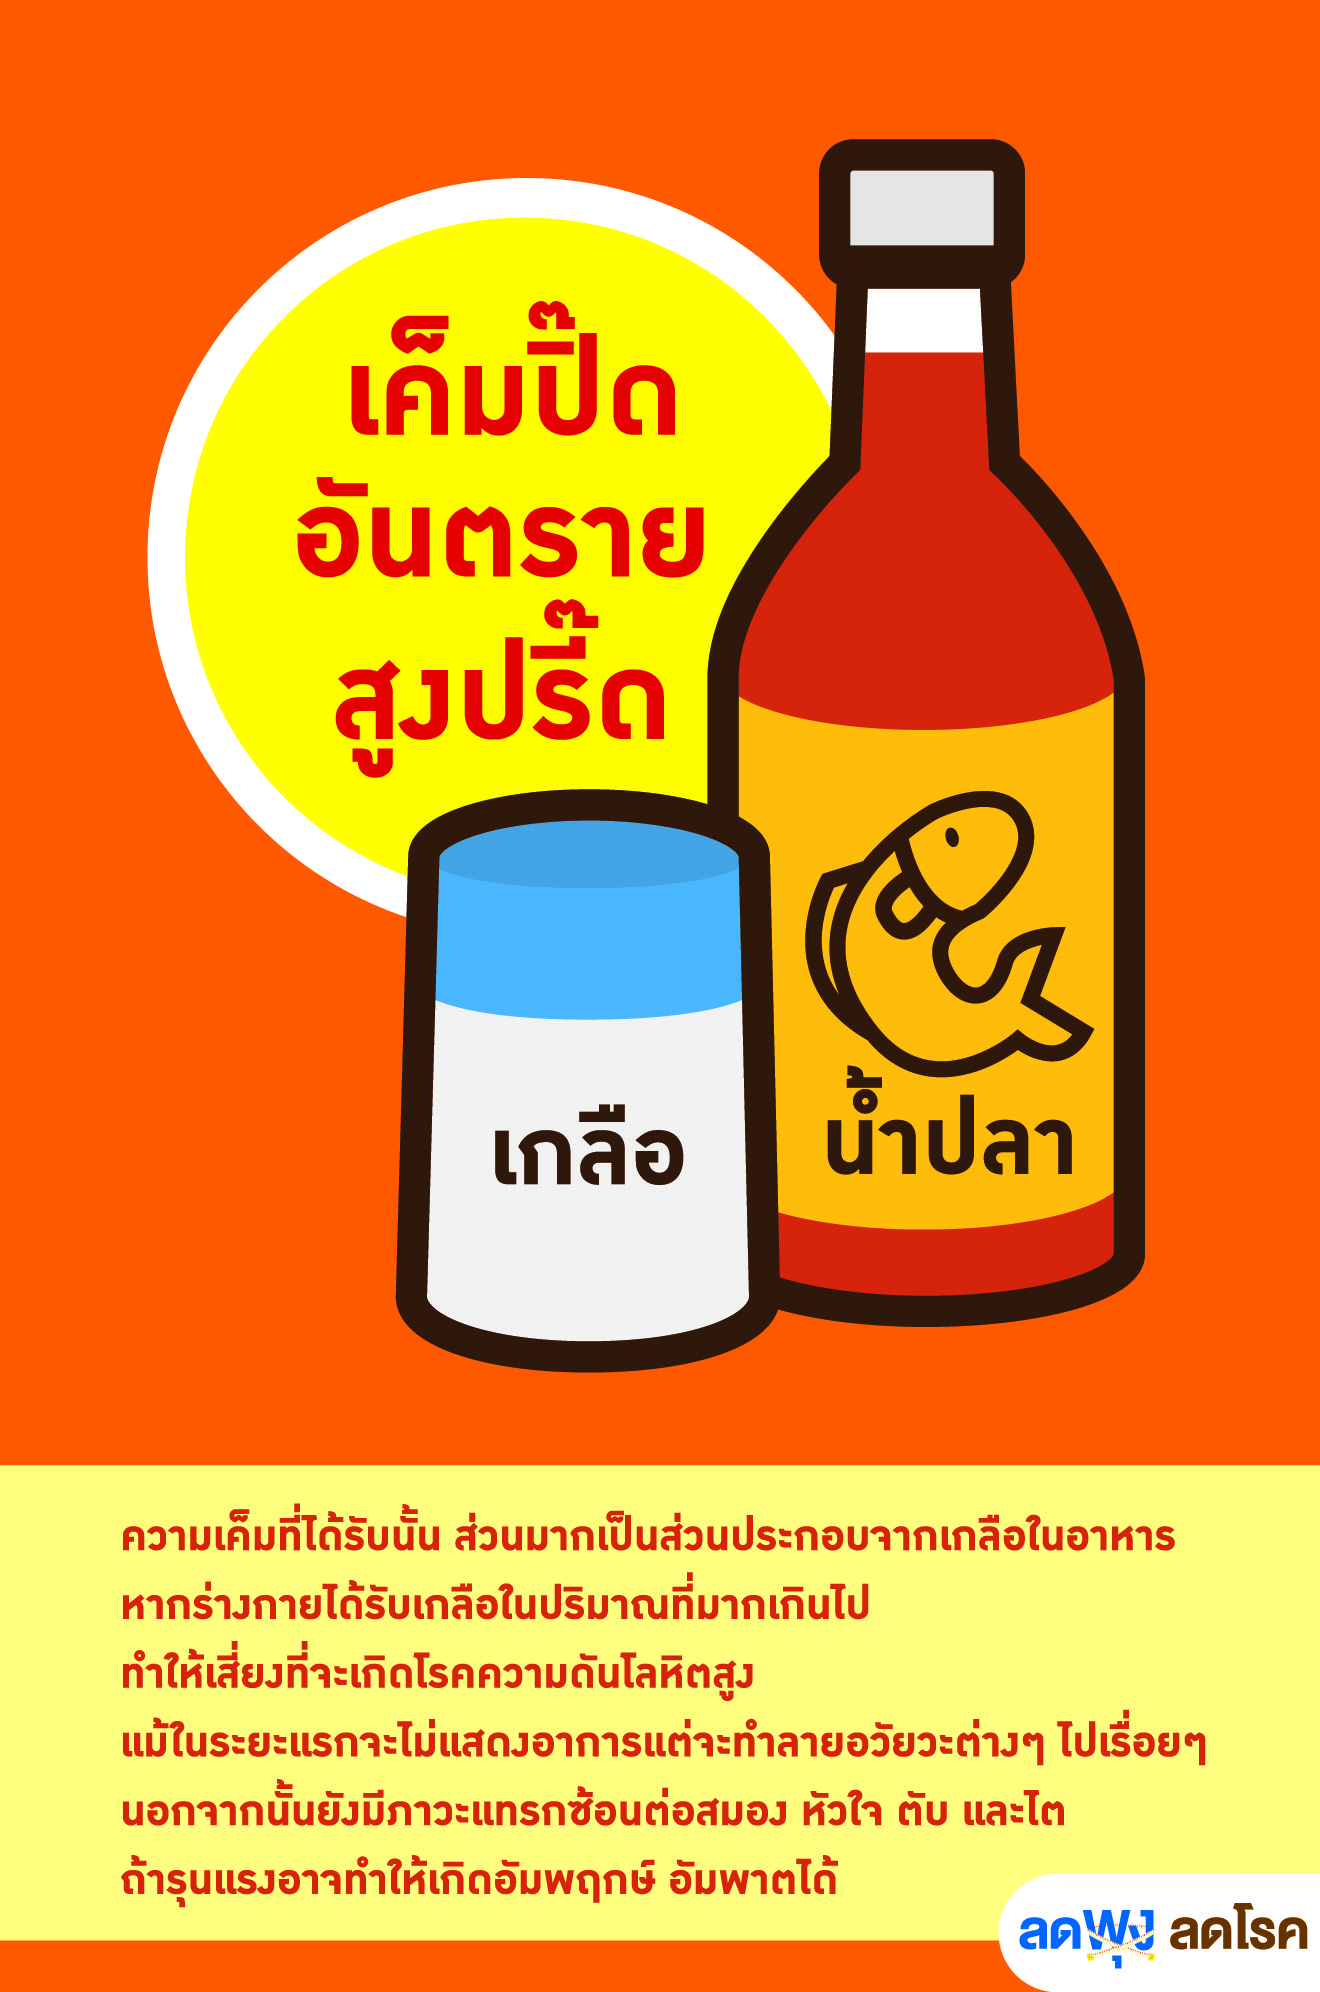 เค็มปิ๊ด
อันตราย
สูงปรี๊ด
เกลือ
น้ำปลา
ความเค็มที่ได้รับนั้น ส่วนมากเป็นส่วนประกอบจากเกลือในอาหาร
หากร่างกายได้รับเกลือในปริมาณที่มากเกินไป
ทำให้เสี่ยงที่จะเกิดโรคความดันโลหิตสูง
แม้ในระยะแรกจะไม่แสดงอาการแต่จะทำลายอวัยวะต่างๆ ไปเรื่อยๆ
นอกจากนั้นยังมีภาวะแทรกซ้อนต่อสมอง หัวใจ ตับ และไต
ถ้ารุนแรงอาจทำให้เกิดอัมพฤกษ์ อัมพาตได้
ลดพุง ลดโรค